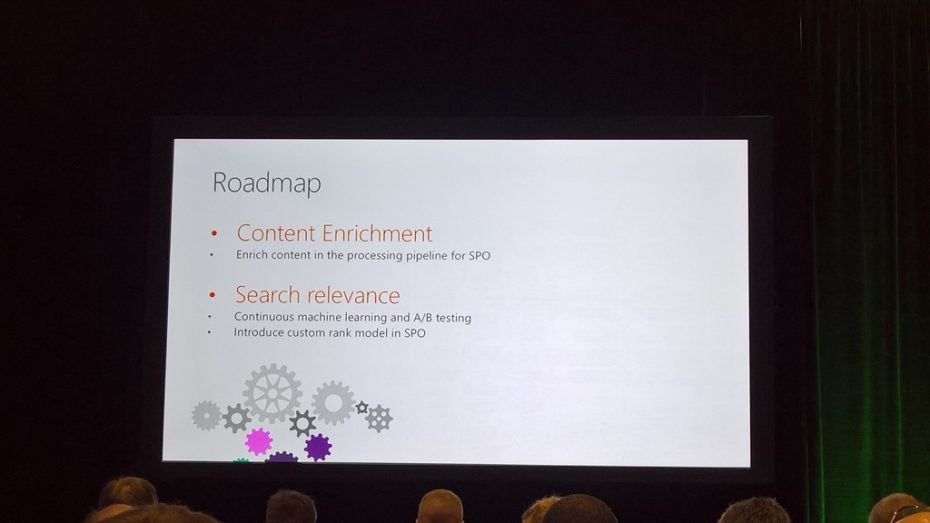 Roadmap
• Content Enrichment
• Enrich content in the processing pipeline for SPO
• Search relevance
• Continuous machine learning and A/B testing
• Introduce custom rank model in SPO